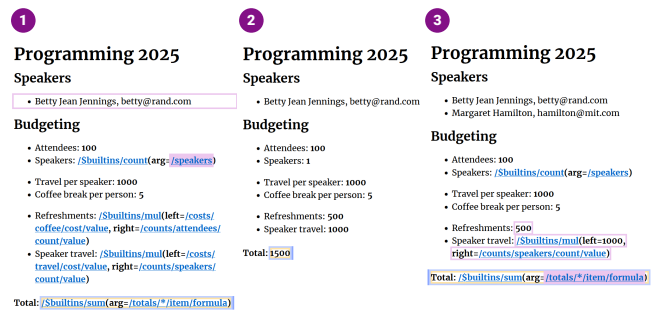 1
Programming 2025
Speakers
• Betty Jean Jennings, betty@rand.com
Budgeting
• Attendees: 100
• Speakers: /$builtins/count(arg=/speakers)
• Travel per speaker: 1000
• Coffee break per person: 5
• Refreshments: /$builtins/mul(left=/costs/
coffee/cost/value, right=/counts/attendees/
count/value)
• Speaker travel: /$builtins/mul(left=/costs/
travel/cost/value, right=/counts/speakers/
count/value)
Total: /$builtins/sum(arg=/totals/*/item/formula)
2
Programming 2025
Speakers
• Betty Jean Jennings, betty@rand.com
Budgeting
• Attendees: 100
• Speakers: 1
• Travel per speaker: 1000
• Coffee break per person: 5
• Refreshments: 500
• Speaker travel: 1000
Total: 1500
3
Programming 2025
Speakers
• Betty Jean Jennings, betty@rand.com
• Margaret Hamilton, hamilton@mit.com
Budgeting
• Attendees: 100
• Speakers: /$builtins/count(arg=/speakers)
• Travel per speaker: 1000
• Coffee break per person: 5
• Refreshments: 500
• Speaker travel: /$builtins/mul(left=1000,
right=/counts/speakers/count/value)
Total: /$builtins/sum(arg=/totals/*/item/formula)